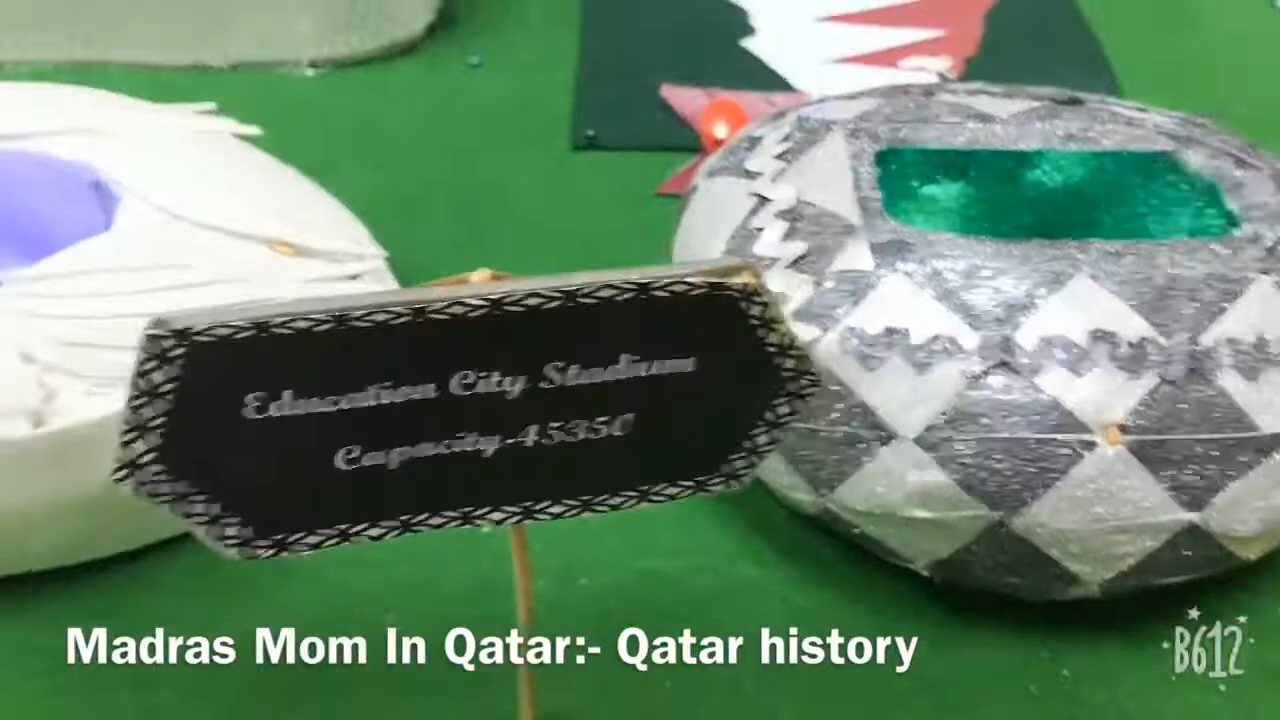 Education City Stadium
Capacity-45350
Madras Mom In Qatar:- Qatar history
B612